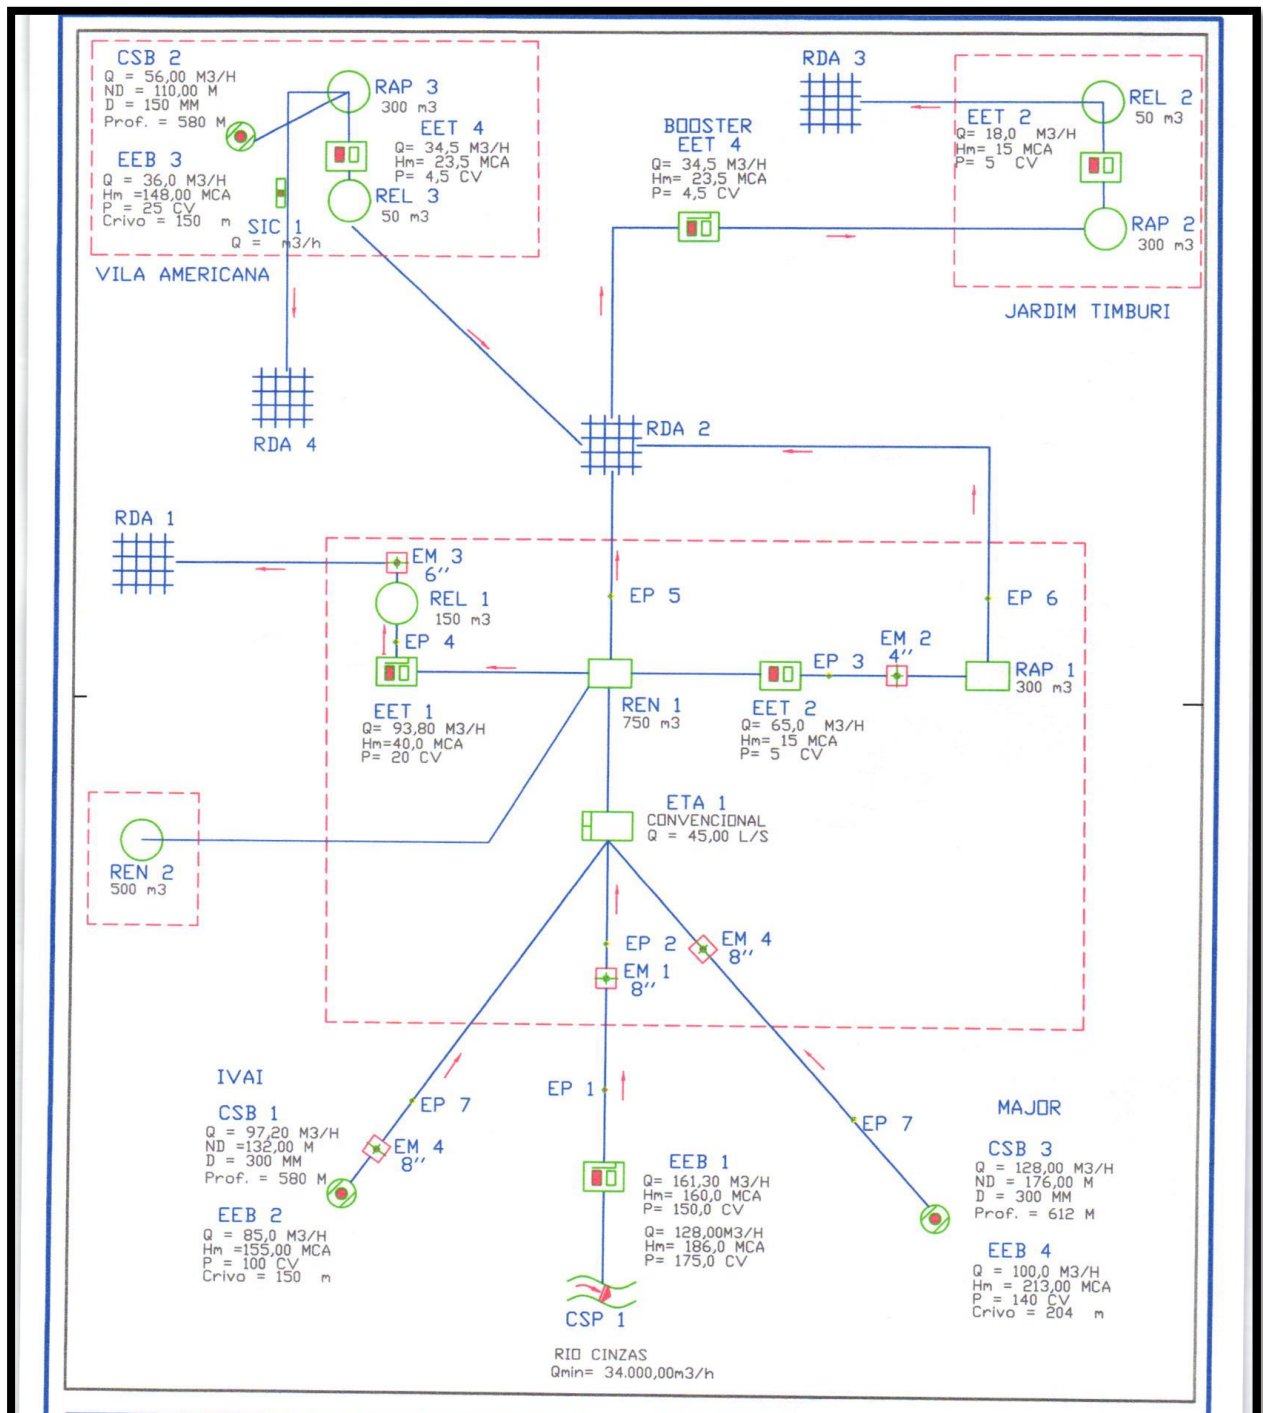 CSB 2
Q = 56,00 M3/H
ND = 110,00 M
D = 150 MM
Prof. = 580 M
EEB 3
Q = 36,0 M3/H
Hm =148,00 MCA
P = 25 CV
Crivo = 150 m
RAP 3
300 m3
EET 4
Q= 34,5 M3/H
Hm= 23,5 MCA
P= 4,5 CV
REL 3
50 m3
SIC 1
Q = m3/h
VILA AMERICANA
RDA 4
BOOSTER
EET 4
Q= 34,5 M3/H
Hm= 23,5 MCA
P= 4,5 CV
RDA 3
REL 2
50 m3
EET 2
Q= 18,0 M3/H
Hm= 15 MCA
P= 5 CV
RAP 2
300 m3
JARDIM TIMBURI
RDA 2
RDA 1
EM 3
6''
REL 1
150 m3
EP 4
EET 1
Q= 93,80 M3/H
Hm=40,0 MCA
P= 20 CV
EP 5
REN 1
750 m3
EP 3
EM 2
4''
EET 2
Q= 65,0 M3/H
Hm= 15 MCA
P= 5 CV
EP 6
RAP 1
300 m3
REN 2
500 m3
ETA 1
CONVENCIONAL
Q = 45,00 L/S
EP 2
EM 1
8''
EM 4
8''
IVAI
CSB 1
Q = 97,20 M3/H
ND =132,00 M
D = 300 MM
Prof. = 580 M
EEB 2
Q = 85,0 M3/H
Hm =155,00 MCA
P = 100 CV
Crivo = 150 m
EP 7
EM 4
8''
EP 1
EEB 1
Q= 161,30 M3/H
Hm= 160,0 MCA
P= 150,0 CV
Q= 128,00M3/H
Hm= 186,0 MCA
P= 175,0 CV
CSP 1
RIO CINZAS
Qmin= 34.000,00m3/h
EP 7
MAJOR
CSB 3
Q = 128,00 M3/H
ND = 176,00 M
D = 300 MM
Prof. = 612 M
EEB 4
Q = 100,0 M3/H
Hm = 213,00 MCA
P = 140 CV
Crivo = 204 m